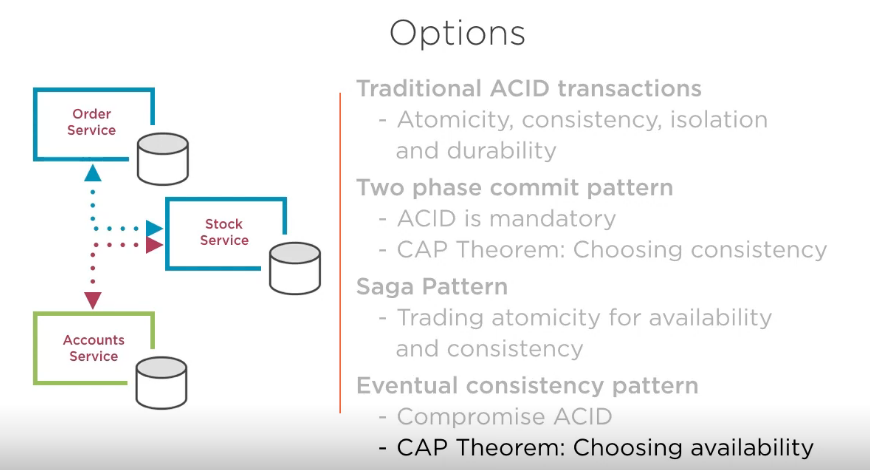 Options
Order
Service
Stock
Service
Accounts
Service
Traditional ACID transactions
- Atomicity, consistency, isolation
and durability
Two phase commit pattern
- ACID is mandatory
- CAP Theorem: Choosing consistency
Saga Pattern
- Trading atomicity for availability
and consistency
Eventual consistency pattern
- Compromise ACID
- CAP Theorem: Choosing availability